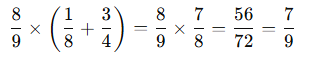 8/9 × (1/8 + 3/4) = 8/9 × 7/8 = 56/72 = 7/9